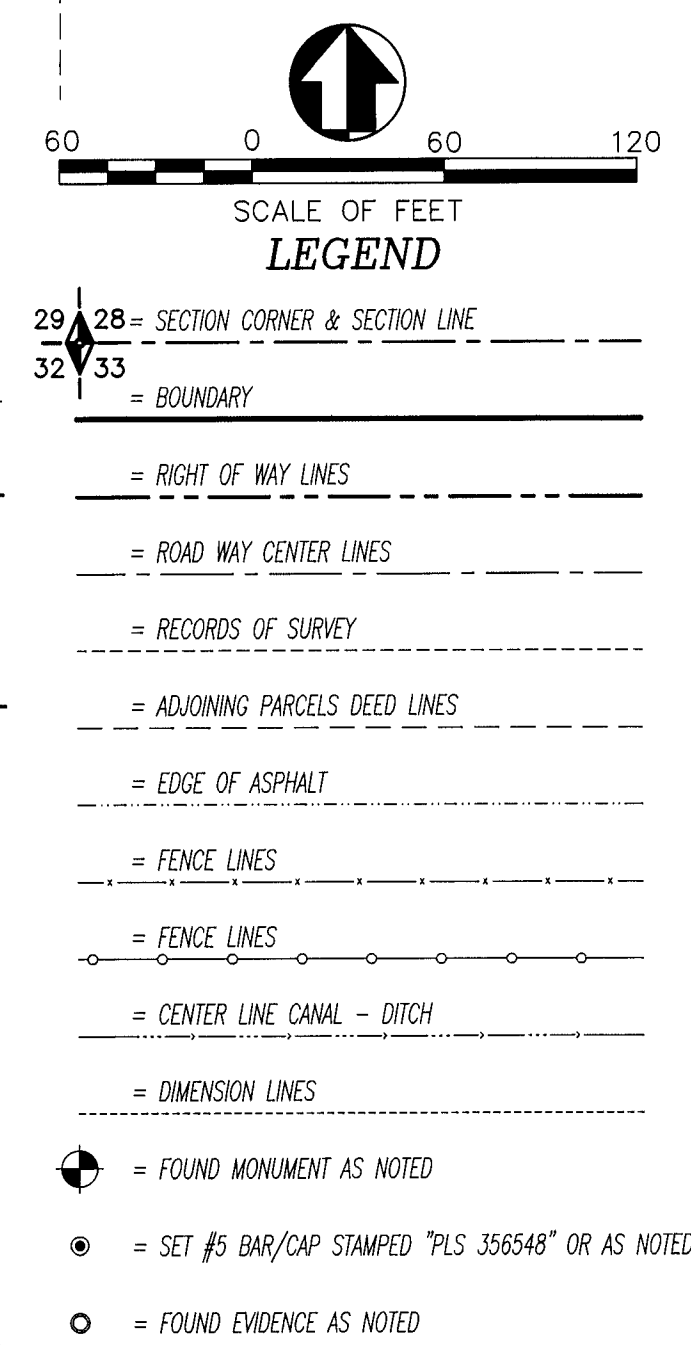 60 0 60 120
SCALE OF FEET
LEGEND
29 28 = SECTION CORNER & SECTION LINE
32 33
= BOUNDARY
= RIGHT OF WAY LINES
= ROAD WAY CENTER LINES
= RECORDS OF SURVEY
= ADJOINING PARCELS DEED LINES
= EDGE OF ASPHALT
= FENCE LINES
= FENCE LINES
= CENTER LINE CANAL - DITCH
= DIMENSION LINES
= FOUND MONUMENT AS NOTED
= SET #5 BAR/CAP STAMPED "PLS 356548" OR AS NOTED
= FOUND EVIDENCE AS NOTED